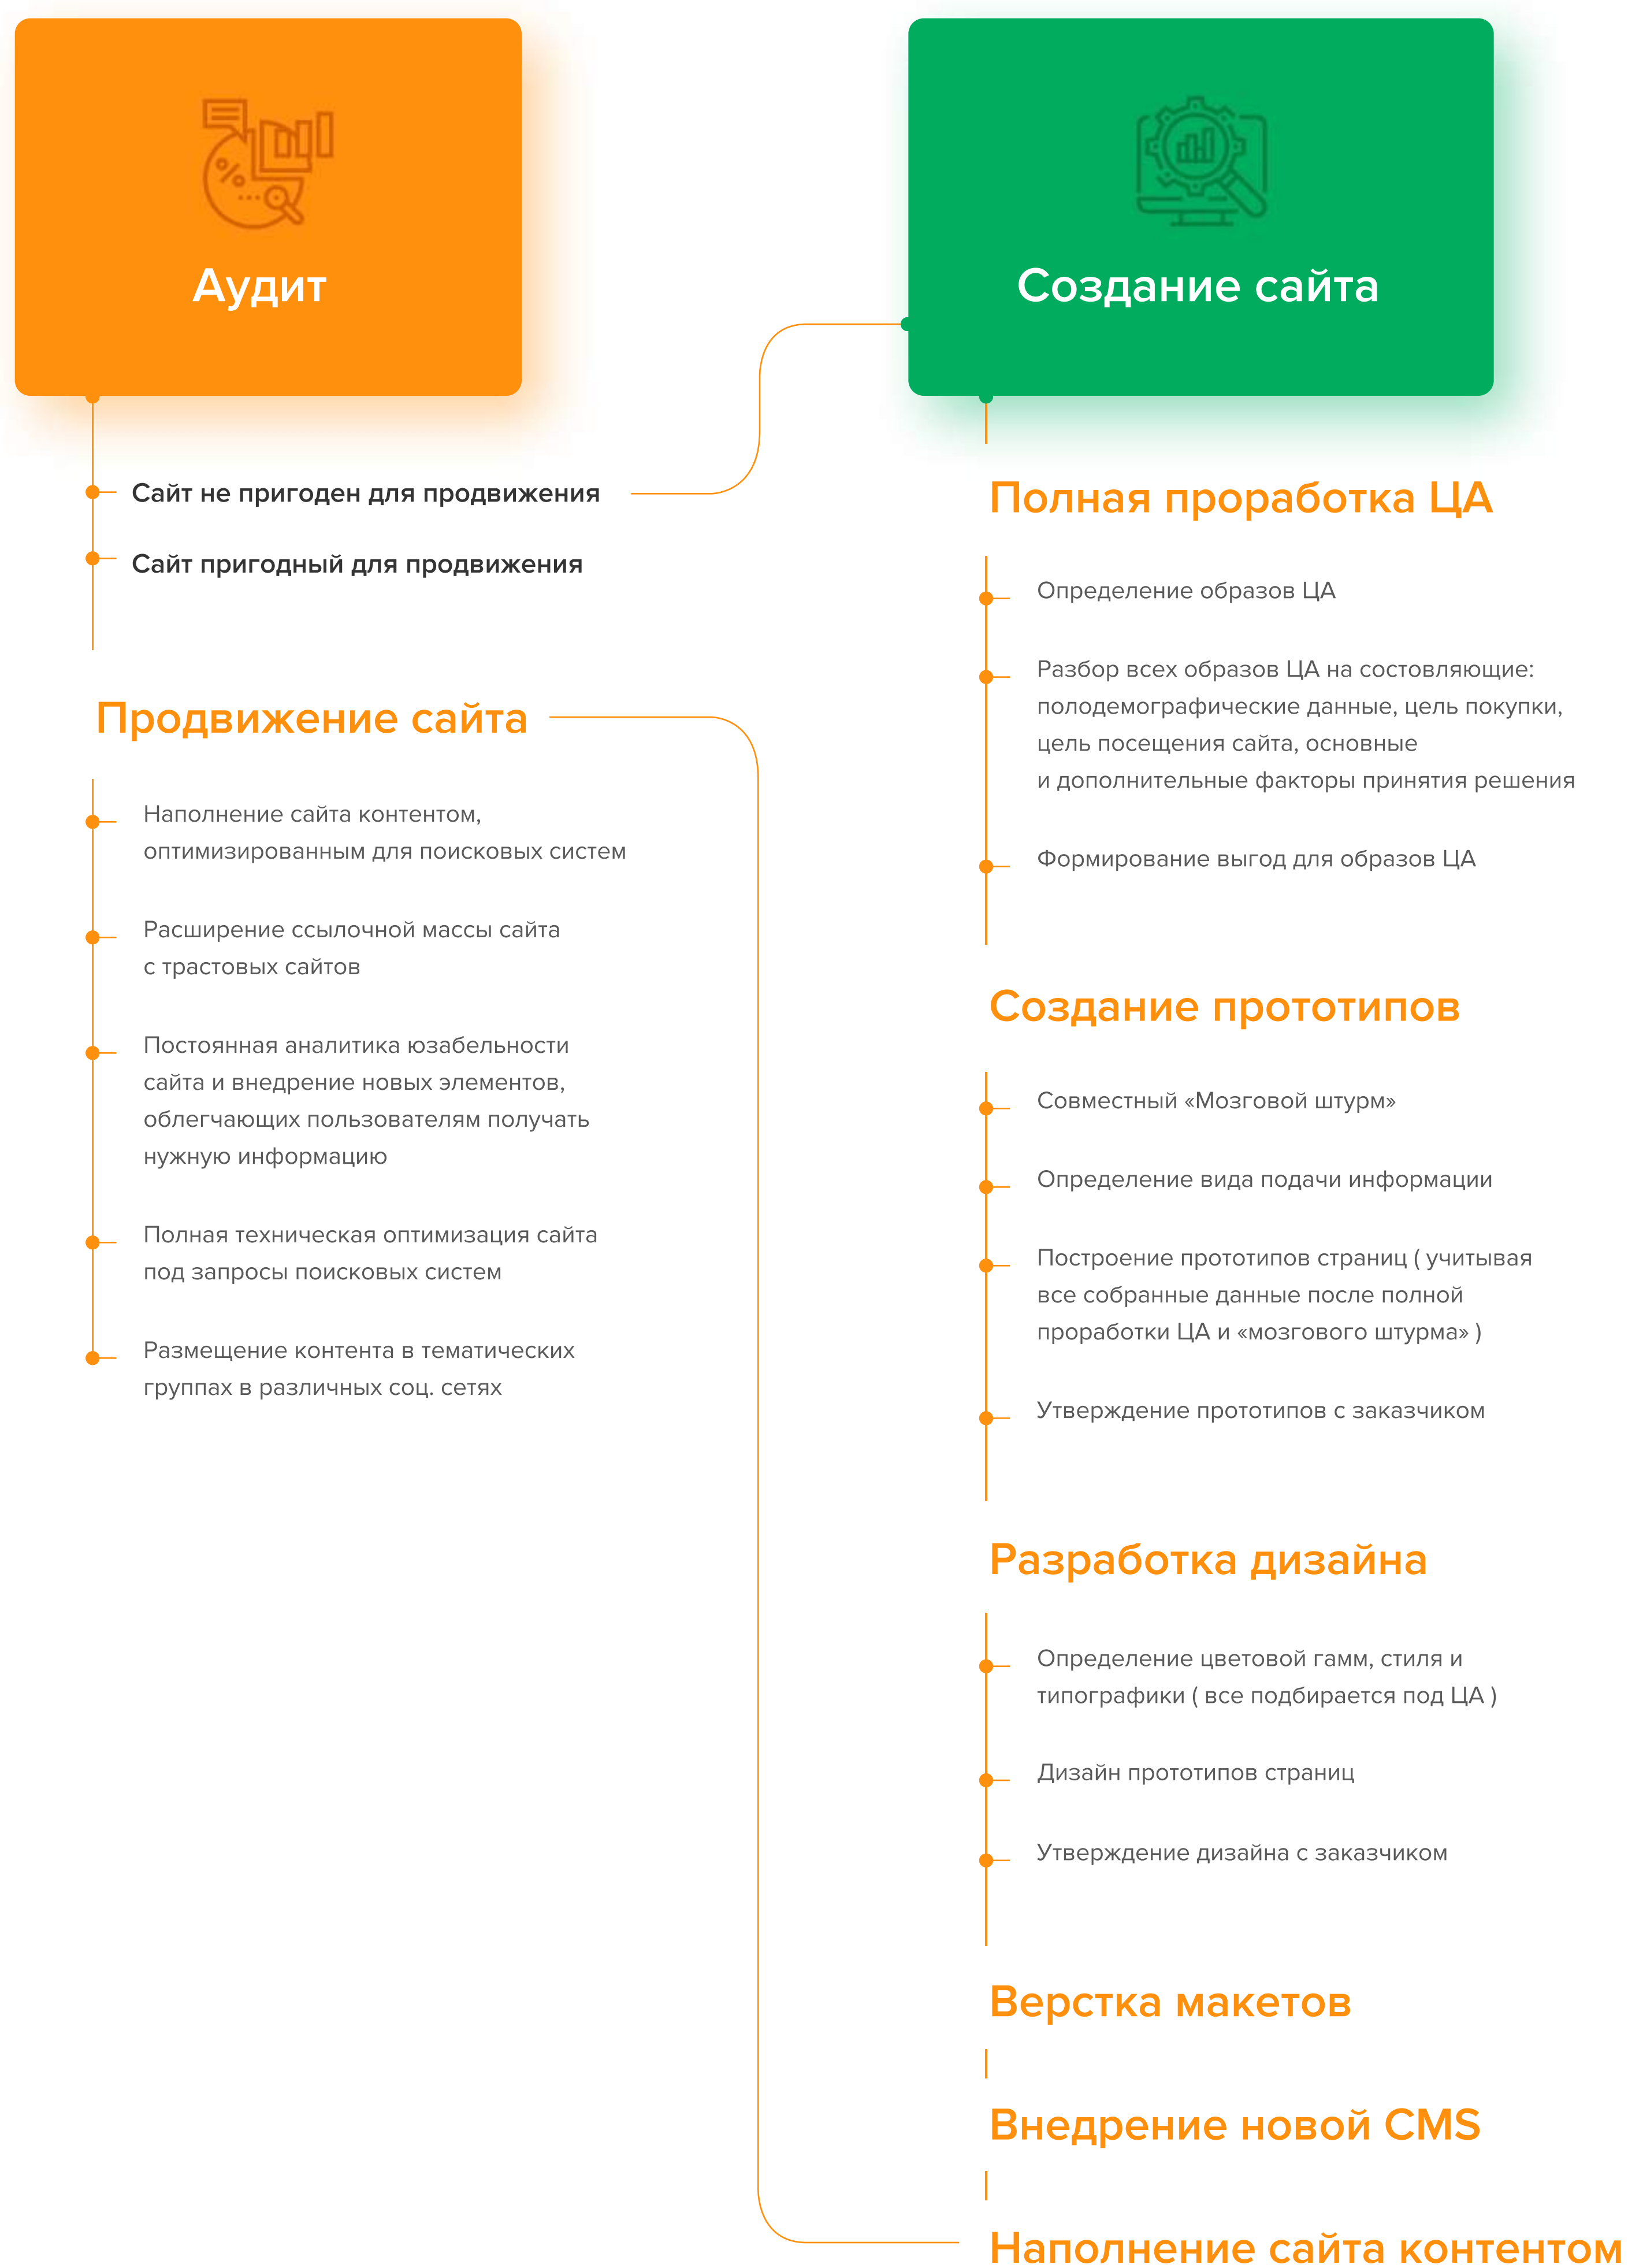 Аудит
Сайт не пригоден для продвижения
Сайт пригодный для продвижения
Продвижение сайта
Наполнение сайта контентом,
оптимизированным для поисковых систем
Расширение ссылочной массы сайта
с трастовых сайтов
Постоянная аналитика юзабельности
сайта и внедрение новых элементов,
облегчающих пользователям получать
нужную информацию
Полная техническая оптимизация сайта
под запросы поисковых систем
Размещение контента в тематических
группах в различных соц. сетях
Создание сайта
Полная проработка ЦА
Определение образов ЦА
Разбор всех образов ЦА на состовляющие:
полодемографические данные, цель покупки,
цель посещения сайта, основные
и дополнительные факторы принятия решения
Формирование выгод для образов ЦА
Создание прототипов
Совместный «Мозговой штурм»
Определение вида подачи информации
Построение прототипов страниц ( учитывая
все собранные данные после полной
проработки ЦА и «мозгового штурма» )
Утверждение прототипов с заказчиком
Разработка дизайна
Определение цветовой гамм, стиля и
типографики ( все подбирается под ЦА )
Дизайн прототипов страниц
Утверждение дизайна с заказчиком
Верстка макетов
Внедрение новой CMS
Наполнение сайта контентом